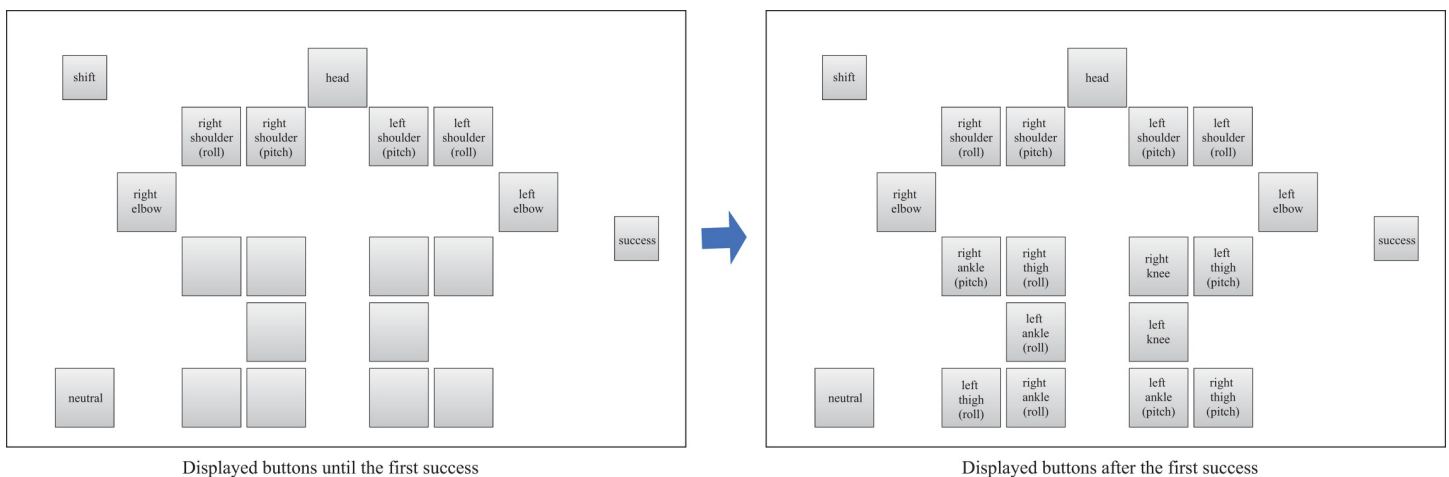 shift
head
right
shoulder
(roll)
right
shoulder
(pitch)
left
shoulder
(pitch)
left
shoulder
(roll)
right
elbow
left
elbow
success
neutral
Displayed buttons until the first success
shift
head
right
shoulder
(roll)
right
shoulder
(pitch)
left
shoulder
(pitch)
left
shoulder
(roll)
right
elbow
left
elbow
success
right
ankle
(pitch)
right
thigh
(roll)
right
knee
left
thigh
(pitch)
left
ankle
(roll)
left
knee
neutral
left
thigh
(roll)
right
ankle
(roll)
left
ankle
(pitch)
right
thigh
(pitch)
Displayed buttons after the first success